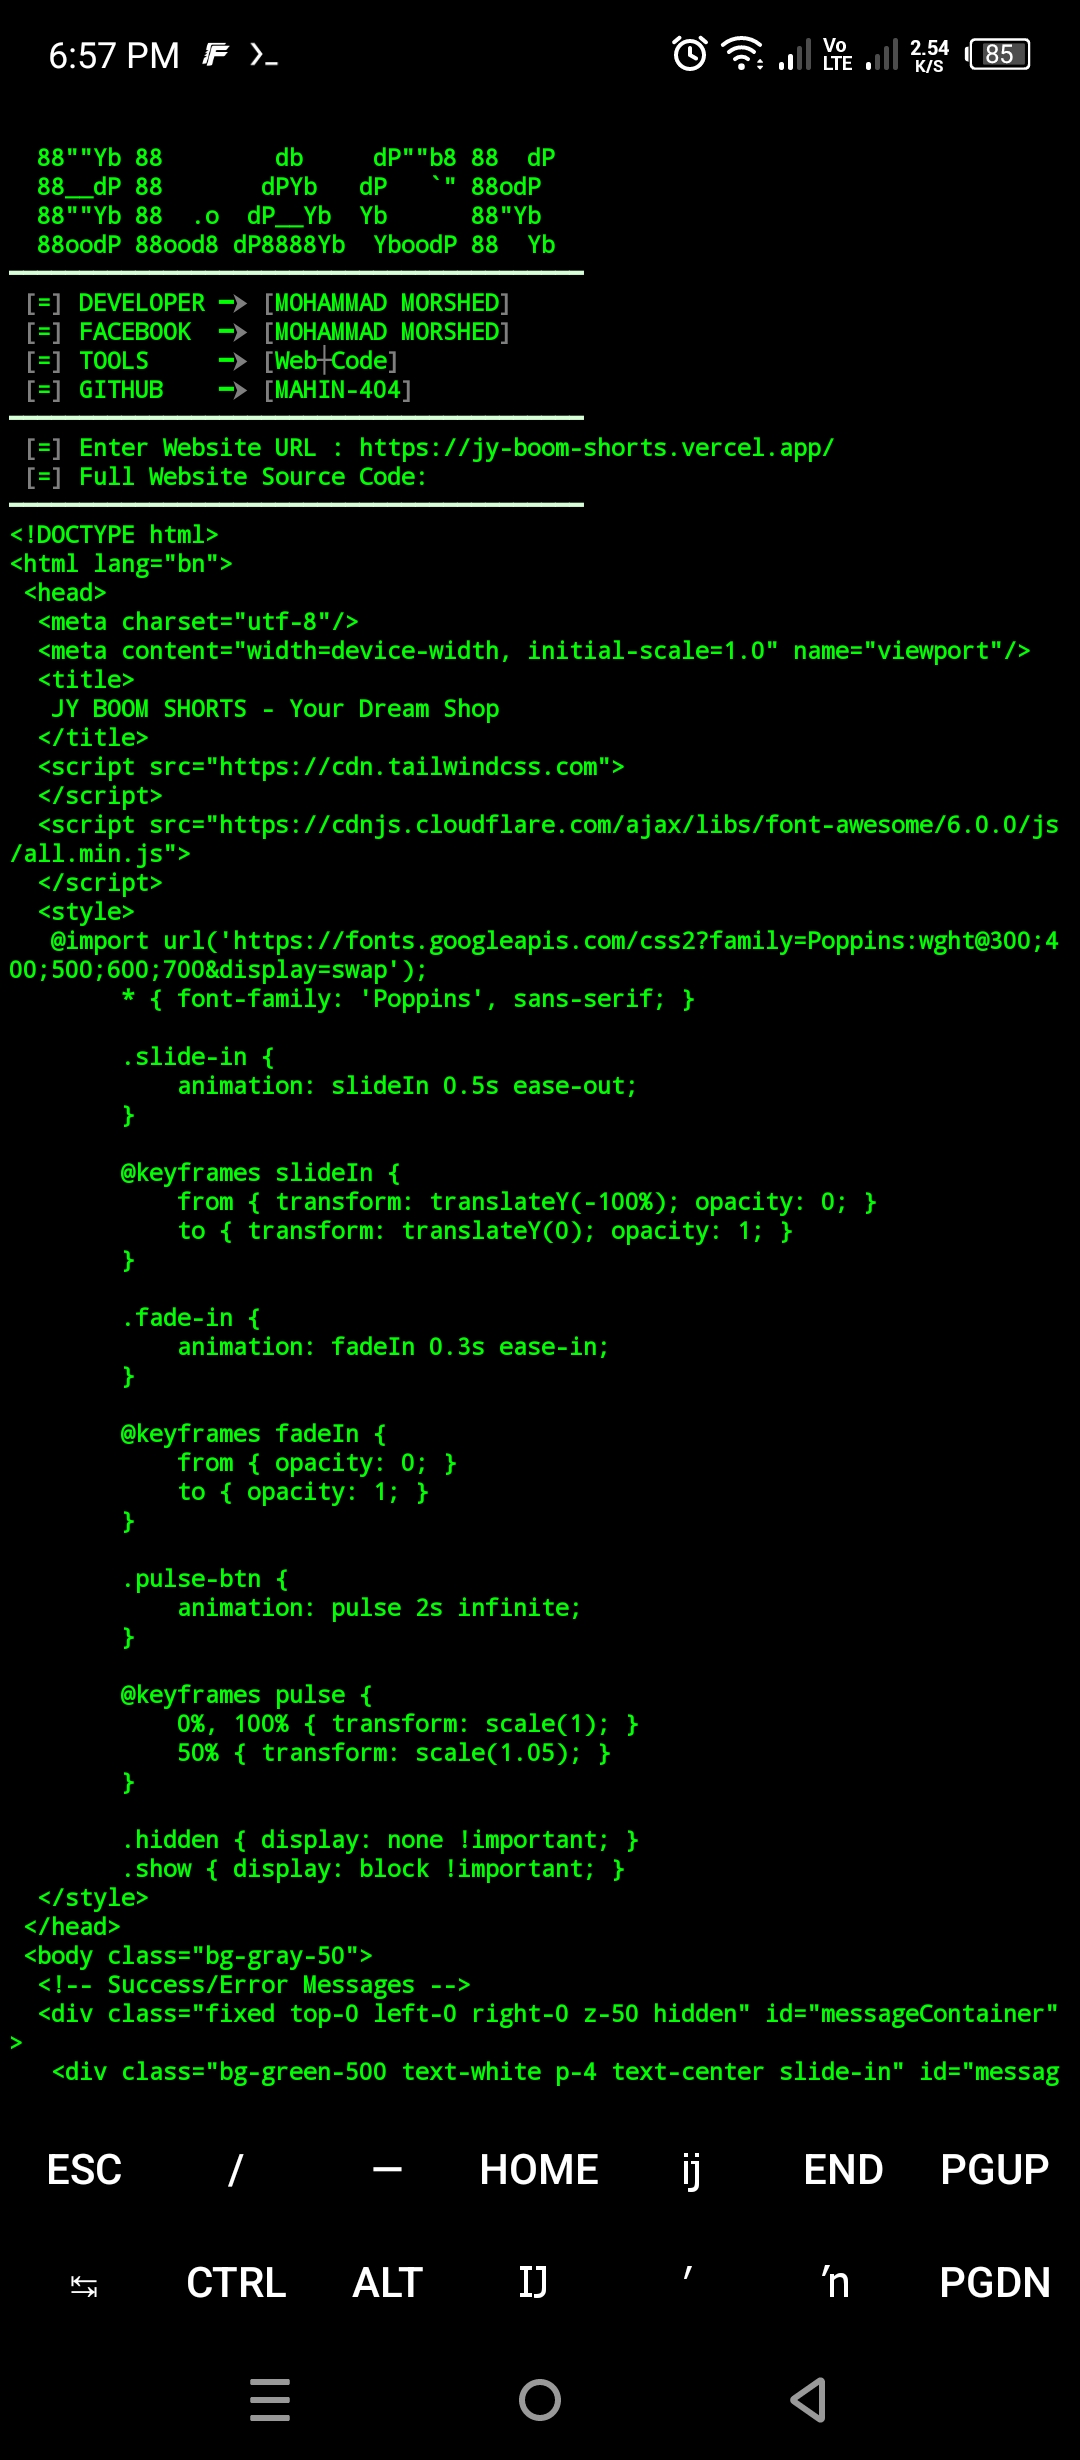 6:57 PM
Vo LTE 2.54 K/S 85
88""Yb 88        db     dP""b8 88  dP
88__dP 88       dPYb   dP   `" 88odP
88""Yb 88  .o  dP__Yb  Yb      88"Yb
88oodP 88ood8 dP8888Yb  YboodP 88  Yb
[=] DEVELOPER ➞ [MOHAMMAD MORSHED]
[=] FACEBOOK  ➞ [MOHAMMAD MORSHED]
[=] TOOLS     ➞ [Web┼Code]
[=] GITHUB    ➞ [MAHIN-404]
[=] Enter Website URL : https://jy-boom-shorts.vercel.app/
[=] Full Website Source Code:
<!DOCTYPE html>
<html lang="bn">
 <head>
  <meta charset="utf-8"/>
  <meta content="width=device-width, initial-scale=1.0" name="viewport"/>
  <title>
   JY BOOM SHORTS - Your Dream Shop
  </title>
  <script src="https://cdn.tailwindcss.com">
  </script>
  <script src="https://cdnjs.cloudflare.com/ajax/libs/font-awesome/6.0.0/js
/all.min.js">
  </script>
  <style>
   @import url('https://fonts.googleapis.com/css2?family=Poppins:wght@300;4
00;500;600;700&display=swap');
        * { font-family: 'Poppins', sans-serif; }
        .slide-in {
            animation: slideIn 0.5s ease-out;
        }
        @keyframes slideIn {
            from { transform: translateY(-100%); opacity: 0; }
            to { transform: translateY(0); opacity: 1; }
        }
        .fade-in {
            animation: fadeIn 0.3s ease-in;
        }
        @keyframes fadeIn {
            from { opacity: 0; }
            to { opacity: 1; }
        }
        .pulse-btn {
            animation: pulse 2s infinite;
        }
        @keyframes pulse {
            0%, 100% { transform: scale(1); }
            50% { transform: scale(1.05); }
        }
        .hidden { display: none !important; }
        .show { display: block !important; }
  </style>
 </head>
 <body class="bg-gray-50">
  <!-- Success/Error Messages -->
  <div class="fixed top-0 left-0 right-0 z-50 hidden" id="messageContainer"
>
   <div class="bg-green-500 text-white p-4 text-center slide-in" id="messag
ESC / — HOME ĳ END PGUP
↹ CTRL ALT Ĳ ′ ŉ PGDN